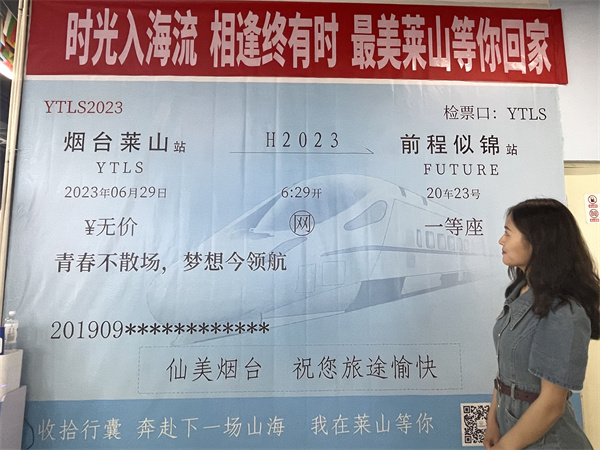 时光入海流 相逢终有时 最美莱山等你回家
YTLS2023 检票口：YTLS
烟台莱山站 H2023 前程似锦站
YTLS FUTURE
2023年06月29日 6:29开 20车23号
¥无价 网 一等座
青春不散场，梦想今领航
201909************
仙美烟台 祝您旅途愉快
收拾行囊 奔赴下一场山海 我在莱山等你